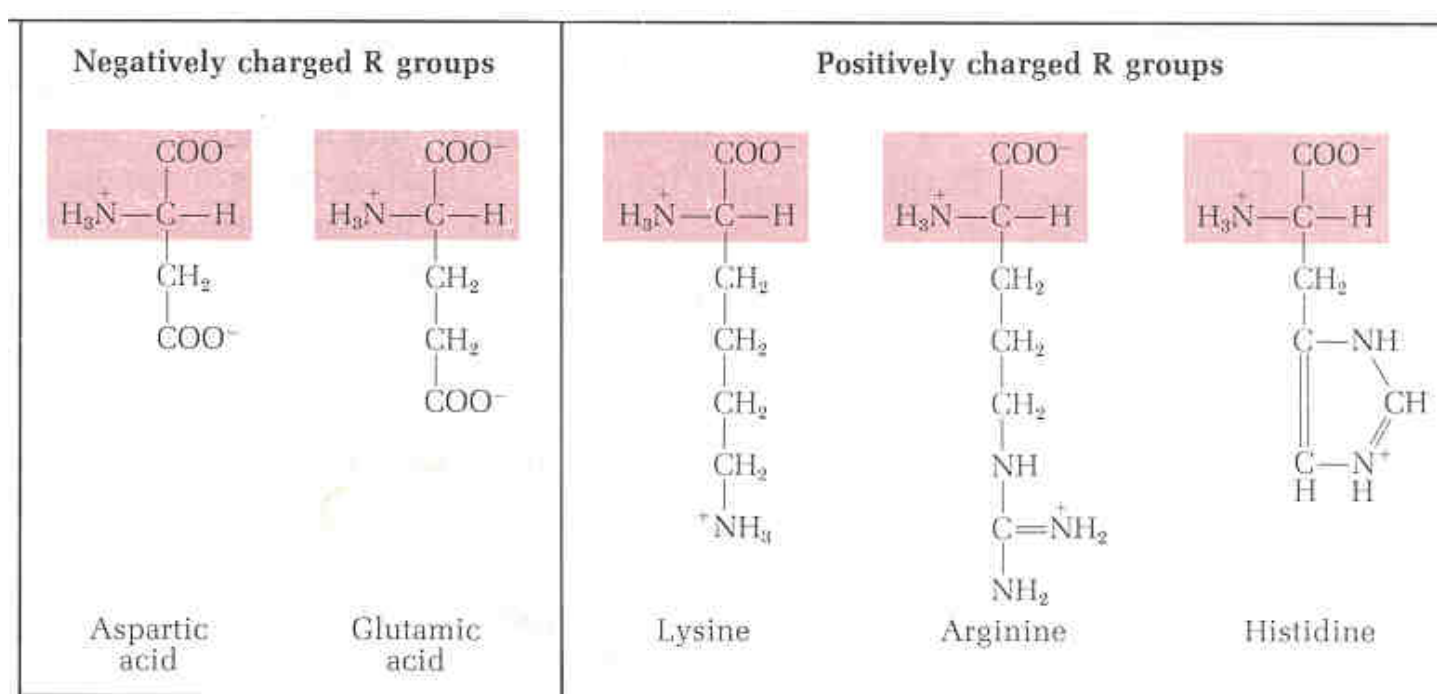 Negatively charged R groups
COO⁻
H₃N⁺—C—H
CH₂
COO⁻
Aspartic
acid
COO⁻
H₃N⁺—C—H
CH₂
CH₂
COO⁻
Glutamic
acid
Positively charged R groups
COO⁻
H₃N⁺—C—H
CH₂
CH₂
CH₂
CH₂
⁺NH₃
Lysine
COO⁻
H₃N⁺—C—H
CH₂
CH₂
CH₂
NH
C=N⁺H₂
NH₂
Arginine
COO⁻
H₃N⁺—C—H
CH₂
C—NH
CH
C—N⁺
H H
Histidine